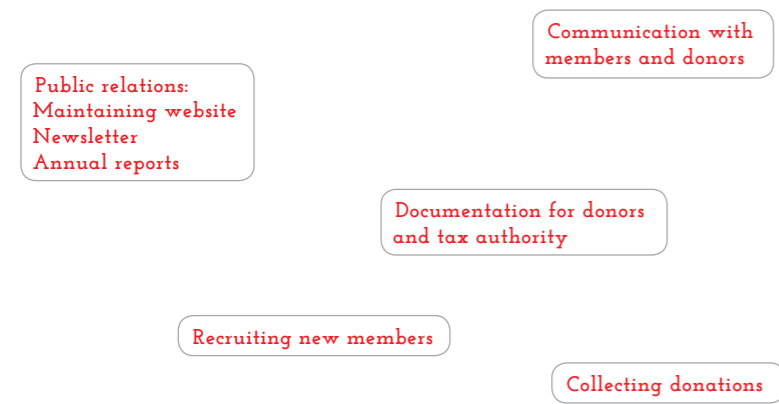 Communication with
members and donors
Public relations:
Maintaining website
Newsletter
Annual reports
Documentation for donors
and tax authority
Recruiting new members
Collecting donations